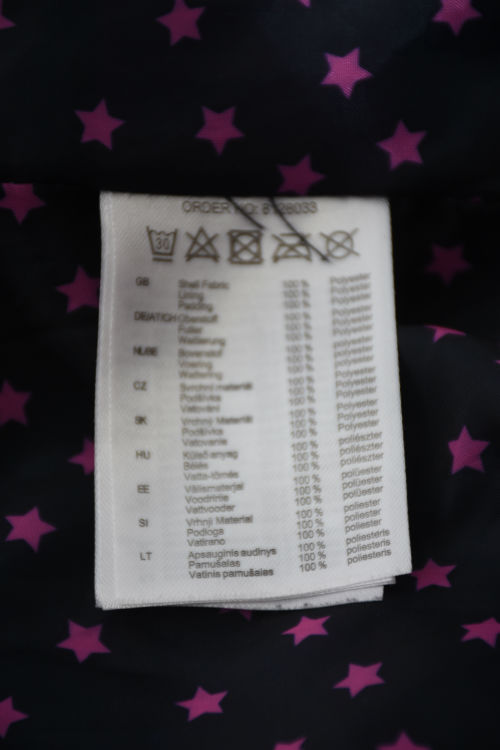 ORDER NO: 8128033
30
GB Shell Fabric 100 % Polyester
Lining 100 % Polyester
Padding 100 % Polyester
DE/AT/CH Oberstoff 100 % Polyester
Futter 100 % Polyester
Wattierung 100 % Polyester
NL/BE Bovenstof 100 % Polyester
Voering 100 % Polyester
Wattering 100 % Polyester
CZ Svrchní materiál 100 % Polyester
Podšívka 100 % Polyester
Vatování 100 % Polyester
SK Vrchný Materiál 100 % Polyester
Podšívka 100 % Polyester
Vatovanie 100 % Polyester
HU Külső anyag 100 % poliészter
Bélés 100 % poliészter
Vatta-tömés 100 % poliészter
EE Välismaterjal 100 % polüester
Voodririie 100 % polüester
Vattvooder 100 % polüester
SI Vrhnji Material 100 % poliester
Podloga 100 % poliester
Vatirano 100 % poliester
LT Apsauginis audinys 100 % poliesteris
Pamušalas 100 % poliesteris
Vatinis pamušalas 100 % poliesteris